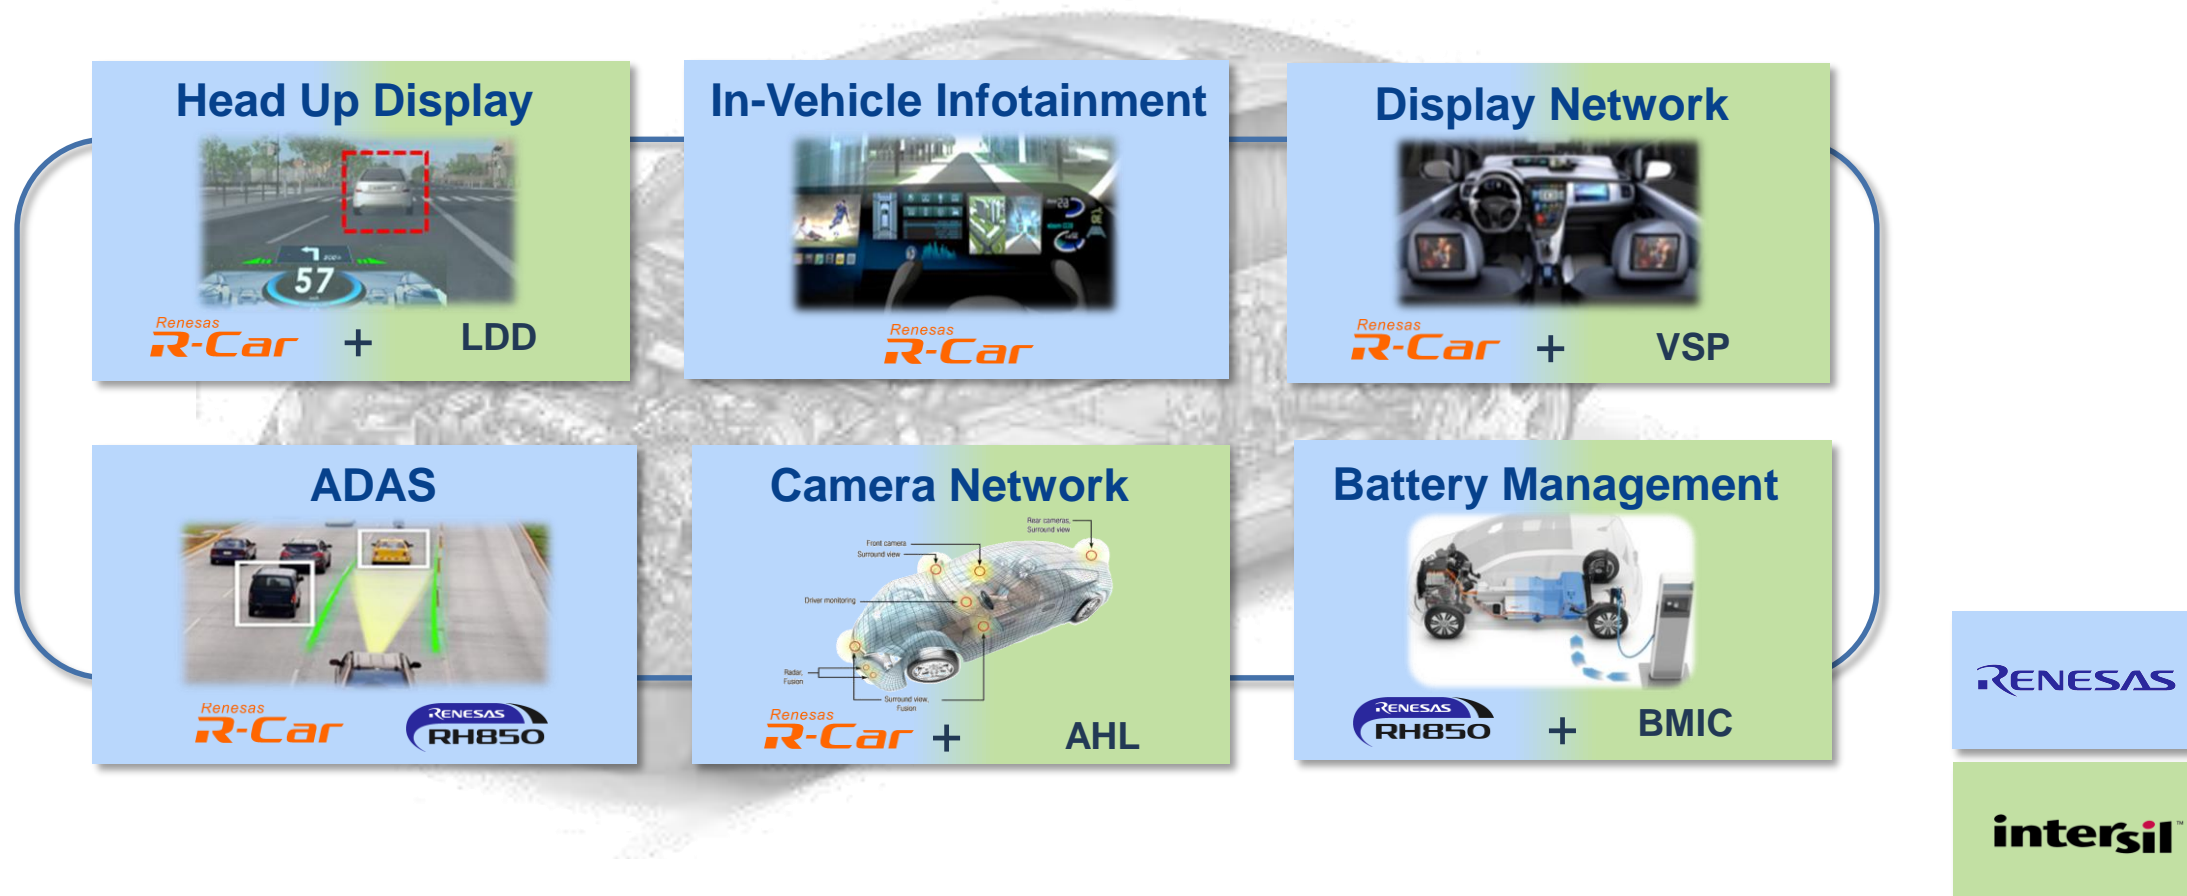 Head Up Display
57
Renesas
R-Car
+
LDD
In-Vehicle Infotainment
Renesas
R-Car
Display Network
Renesas
R-Car
+
VSP
ADAS
Renesas
R-Car
RENESAS
RH850
Camera Network
Rear cameras,
Surround view
Front camera
Surround view
Driver monitoring
Radar,
Fusion
Surround view,
Fusion
Renesas
R-Car
+
AHL
Battery Management
RENESAS
RH850
+
BMIC
RENESAS
intersil™